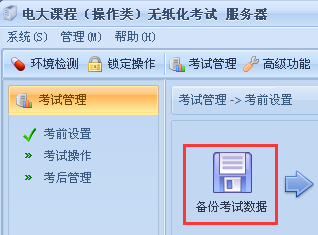 电大课程（操作类）无纸化考试 服务器
系统(S) 管理(M) 帮助(H)
环境检测 锁定操作 考试管理 高级功能
考试管理
考前设置
考试操作
考后管理
考试管理 -> 考前设置
备份考试数据